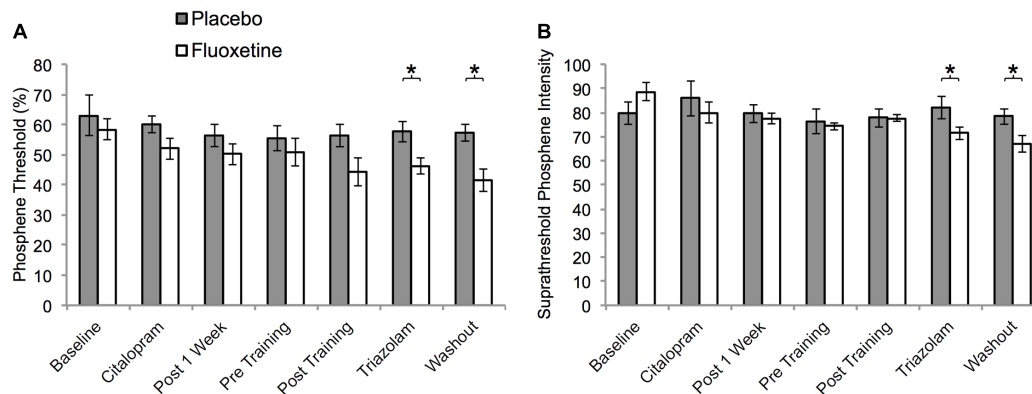 Placebo
Fluoxetine
A
Phosphene Threshold (%)
80
70
60
50
40
30
20
10
0
* *
Baseline
Citalopram
Post 1 Week
Pre Training
Post Training
Triazolam
Washout
B
Suprathreshold Phosphene Intensity
100
90
80
70
60
50
40
30
20
10
0
* *
Baseline
Citalopram
Post 1 Week
Pre Training
Post Training
Triazolam
Washout